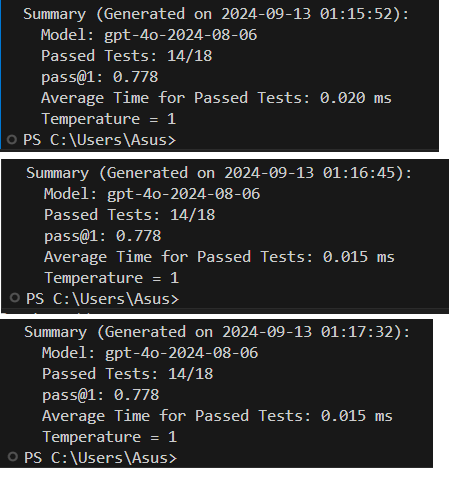 Summary (Generated on 2024-09-13 01:15:52):
Model: gpt-4o-2024-08-06
Passed Tests: 14/18
pass@1: 0.778
Average Time for Passed Tests: 0.020 ms
Temperature = 1
PS C:\Users\Asus>
Summary (Generated on 2024-09-13 01:16:45):
Model: gpt-4o-2024-08-06
Passed Tests: 14/18
pass@1: 0.778
Average Time for Passed Tests: 0.015 ms
Temperature = 1
PS C:\Users\Asus>
Summary (Generated on 2024-09-13 01:17:32):
Model: gpt-4o-2024-08-06
Passed Tests: 14/18
pass@1: 0.778
Average Time for Passed Tests: 0.015 ms
Temperature = 1
PS C:\Users\Asus>